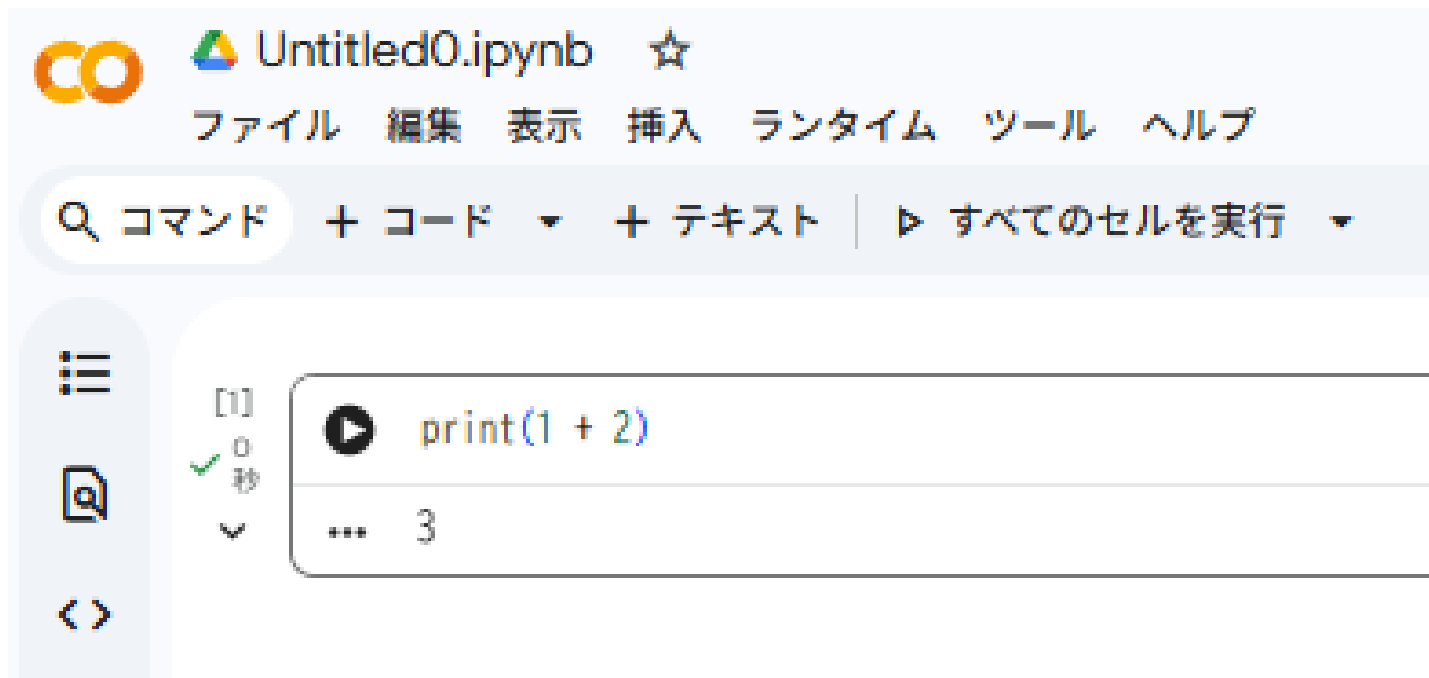 CO Untitled0.ipynb
ファイル 編集 表示 挿入 ランタイム ツール ヘルプ
コマンド + コード + テキスト すべてのセルを実行
[1]
print(1 + 2)
0
秒
3